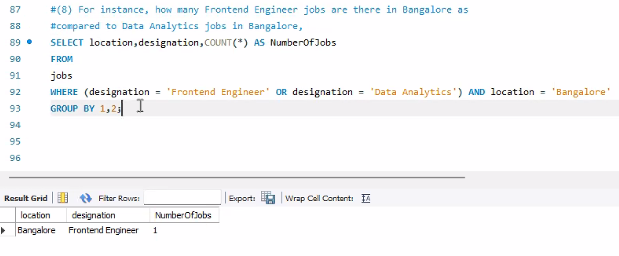 87 #(8) For instance, how many Frontend Engineer jobs are there in Bangalore as
88 #compared to Data Analytics jobs in Bangalore,
89 SELECT location,designation,COUNT(*) AS NumberOfJobs
90 FROM
91 jobs
92 WHERE (designation = 'Frontend Engineer' OR designation = 'Data Analytics') AND location = 'Bangalore'
93 GROUP BY 1,2;
94
95
96
Result Grid Filter Rows: Export: Wrap Cell Content:
location designation NumberOfJobs
Bangalore Frontend Engineer 1